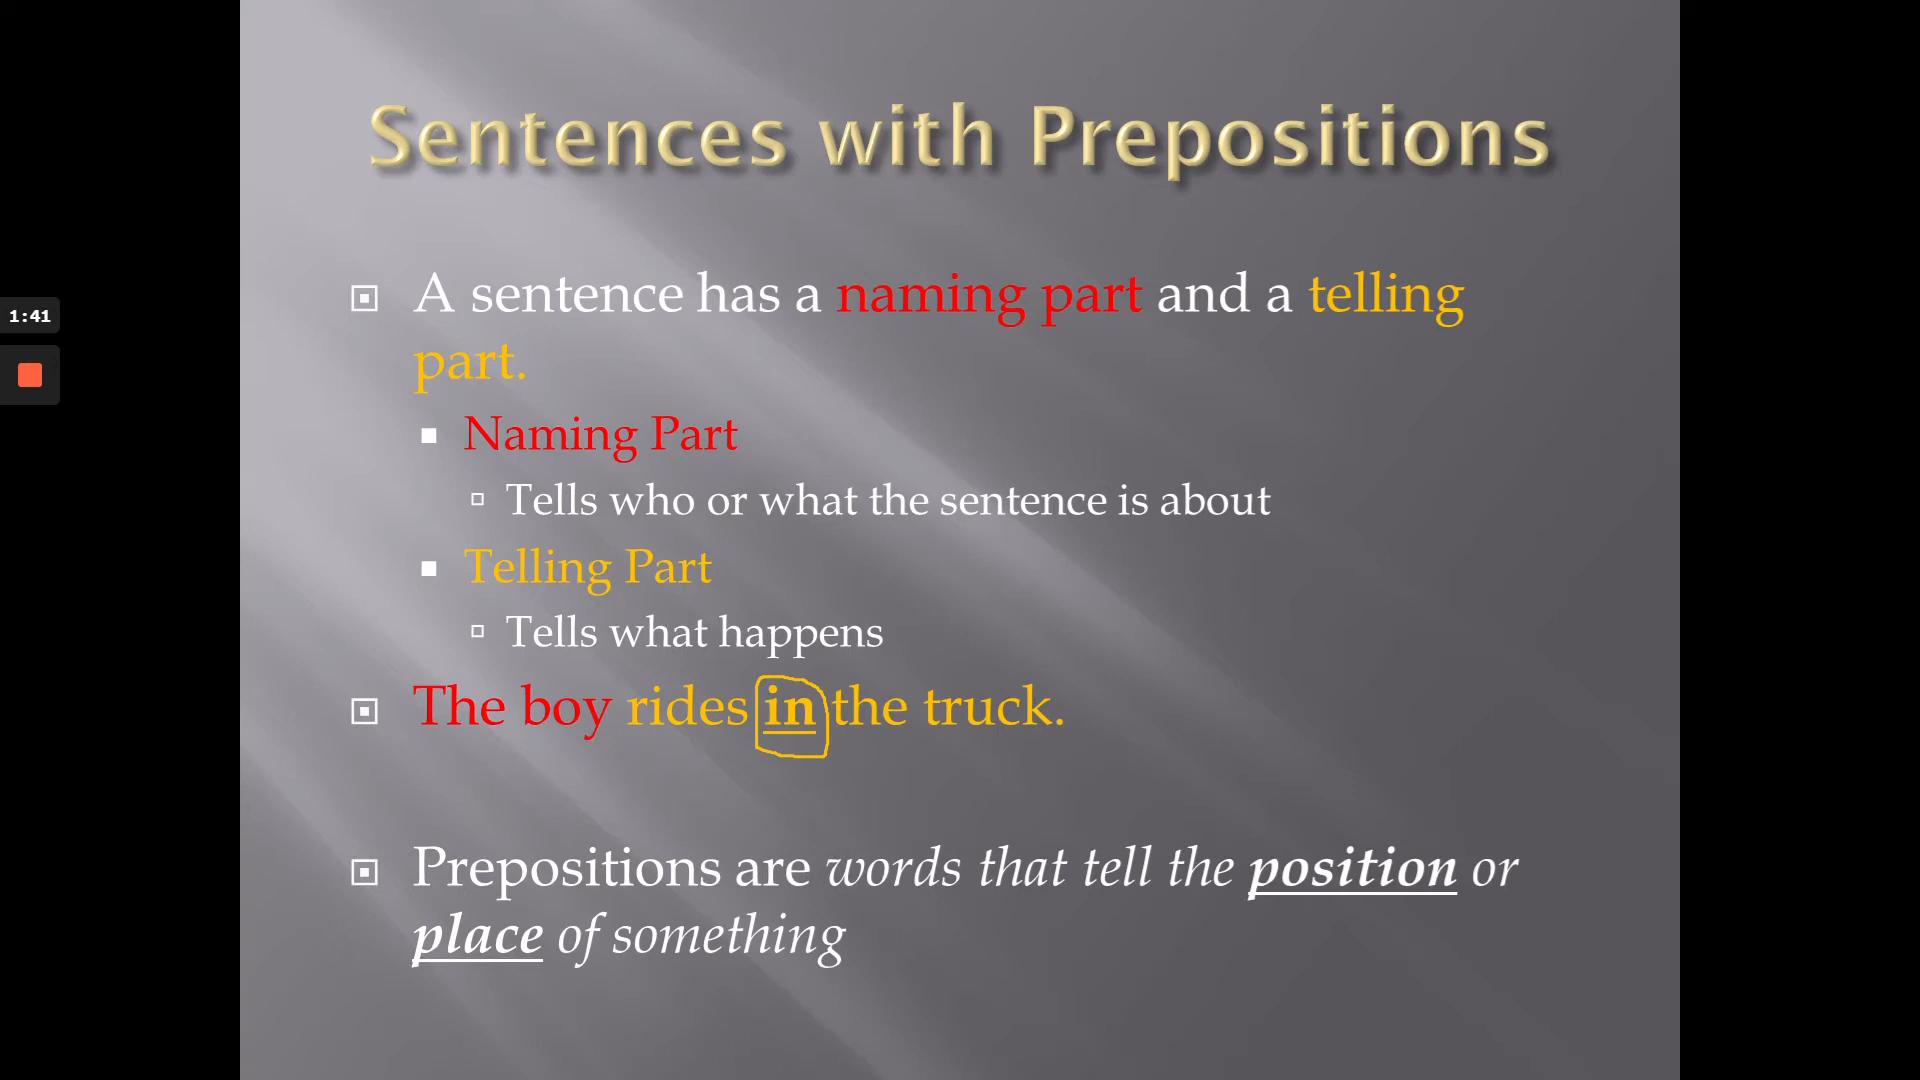 Sentences with Prepositions
A sentence has a naming part and a telling
part.
1:41
Naming Part
Tells who or what the sentence is about
Telling Part
Tells what happens
The boy rides in the truck.
Prepositions are words that tell the position or
place of something